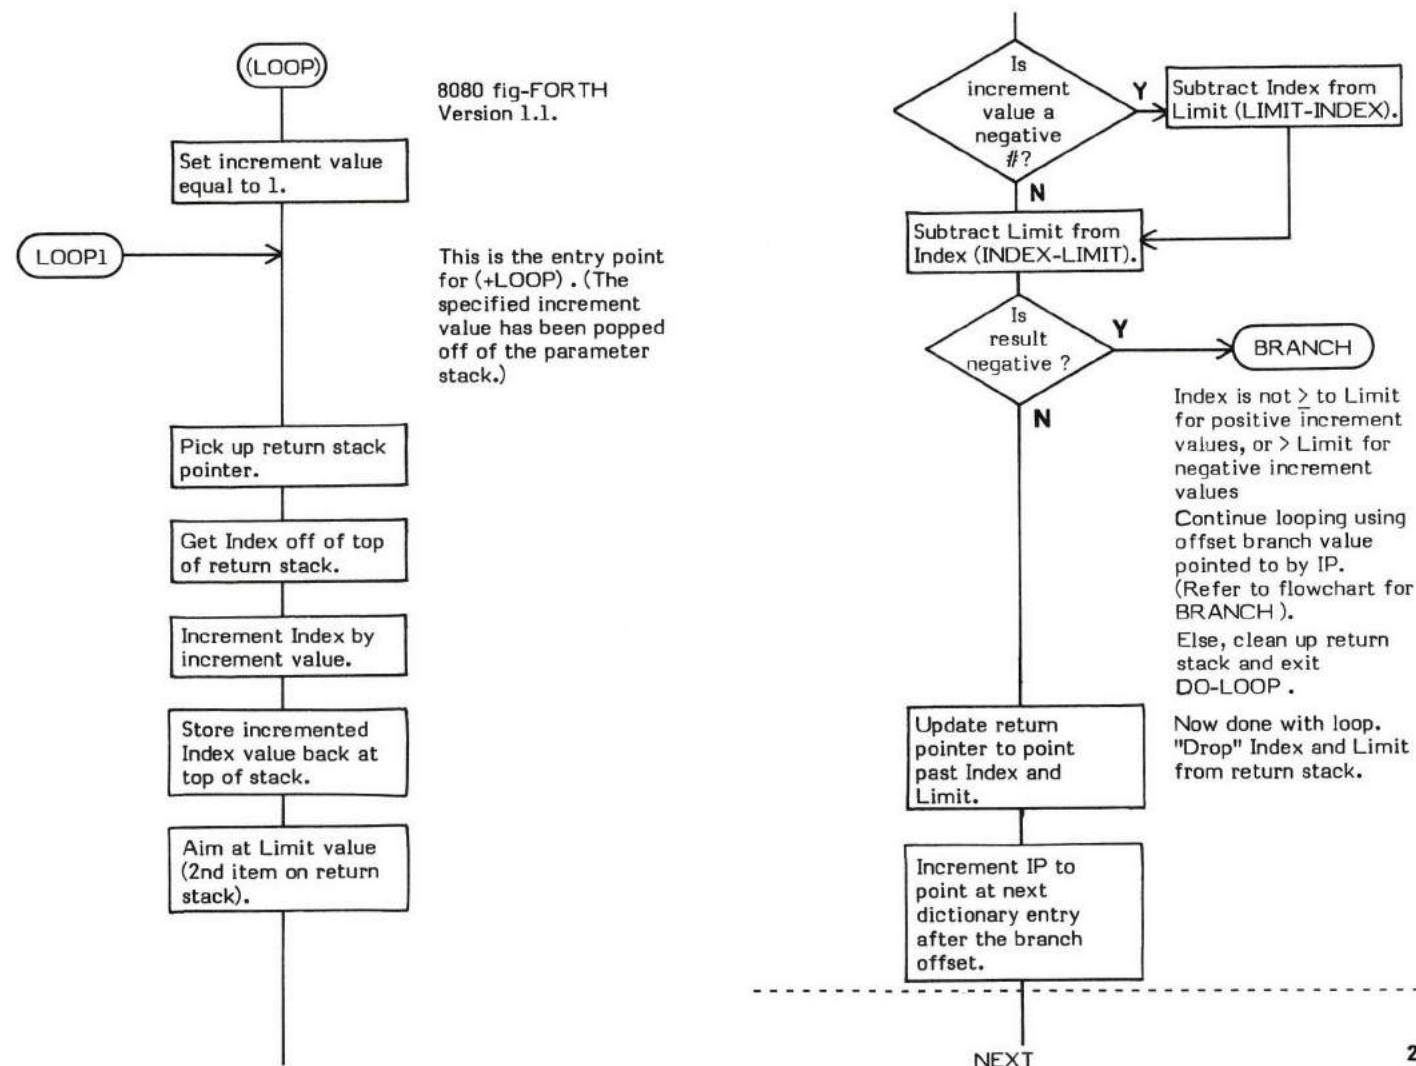 (LOOP)
8080 fig-FORTH
Version 1.1.
Set increment value
equal to 1.
LOOP1
This is the entry point
for (+LOOP) . (The
specified increment
value has been popped
off of the parameter
stack.)
Pick up return stack
pointer.
Get Index off of top
of return stack.
Increment Index by
increment value.
Store incremented
Index value back at
top of stack.
Aim at Limit value
(2nd item on return
stack).
Is
increment
value a
negative
#?
Y
Subtract Index from
Limit (LIMIT-INDEX).
N
Subtract Limit from
Index (INDEX-LIMIT).
Is
result
negative ?
Y
BRANCH
N
Index is not ≥ to Limit
for positive increment
values, or > Limit for
negative increment
values
Continue looping using
offset branch value
pointed to by IP.
(Refer to flowchart for
BRANCH ).
Else, clean up return
stack and exit
DO-LOOP .
Update return
pointer to point
past Index and
Limit.
Now done with loop.
"Drop" Index and Limit
from return stack.
Increment IP to
point at next
dictionary entry
after the branch
offset.
NEXT
2